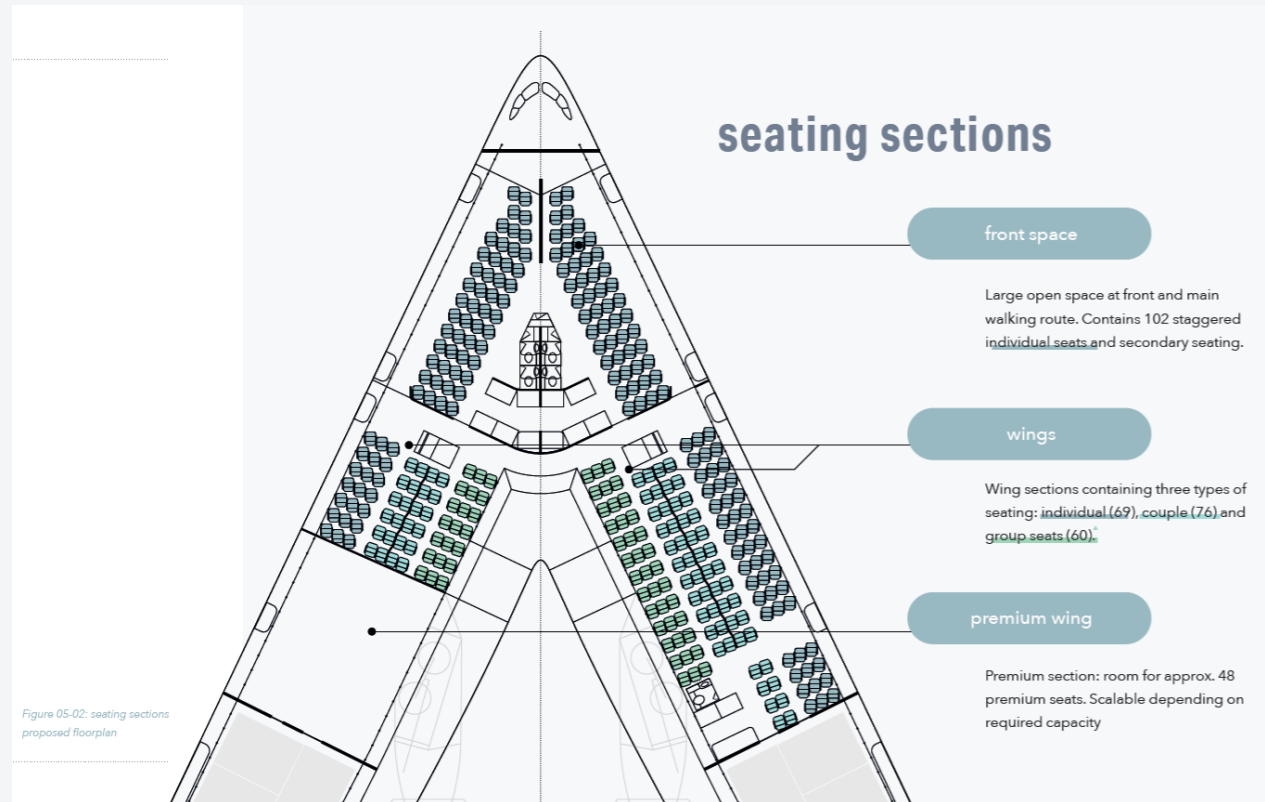 seating sections
front space
Large open space at front and main
walking route. Contains 102 staggered
individual seats and secondary seating.
wings
Wing sections containing three types of
seating: individual (69), couple (76) and
group seats (60).
premium wing
Premium section: room for approx. 48
premium seats. Scalable depending on
required capacity
Figure 05-02: seating sections
proposed floorplan